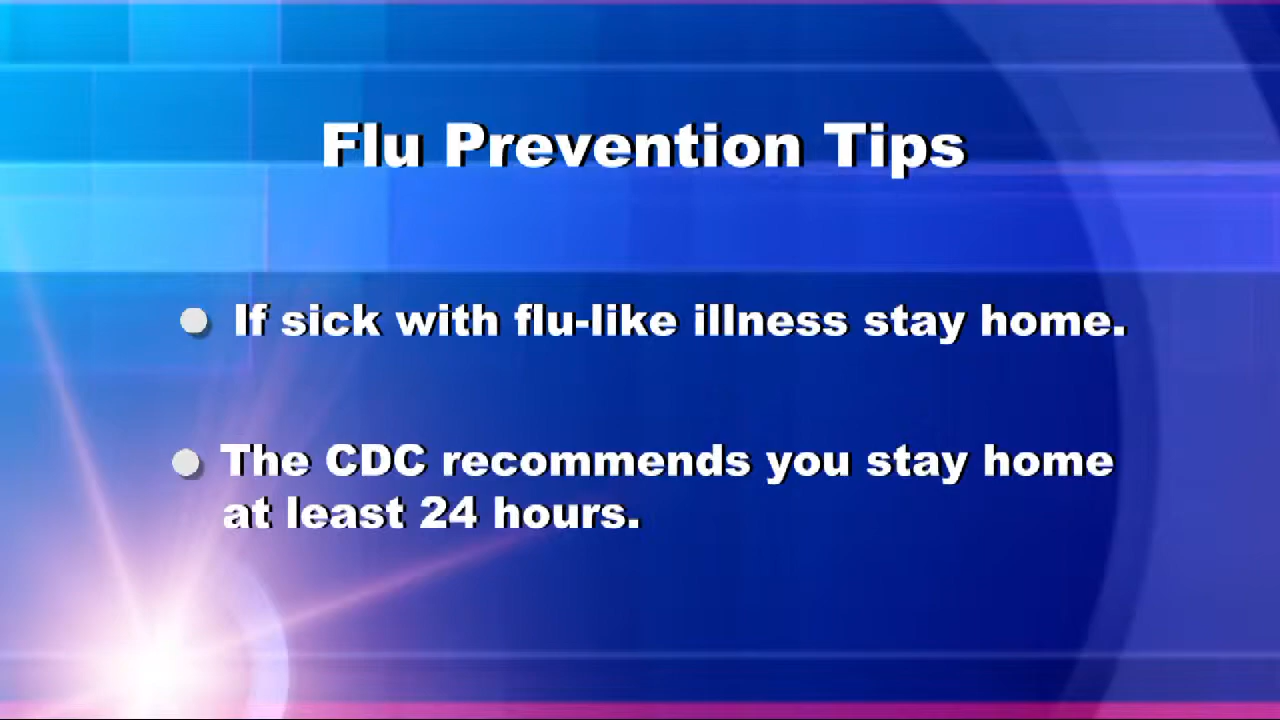 Flu Prevention Tips
If sick with flu-like illness stay home.
The CDC recommends you stay home
at least 24 hours.